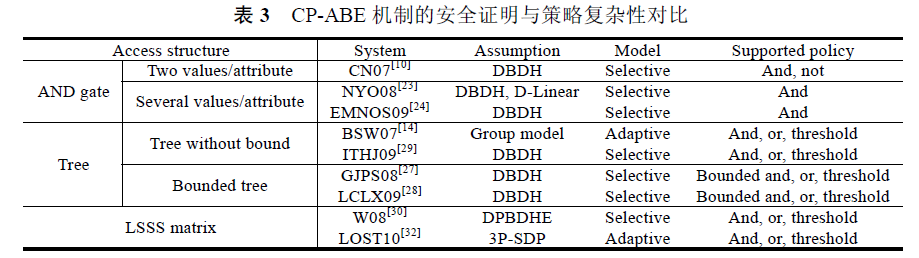 表 3 CP-ABE 机制的安全证明与策略复杂性对比
Access structure System Assumption Model Supported policy
AND gate Two values/attribute CN07[10] DBDH Selective And, not
Several values/attribute NYO08[23] DBDH, D-Linear Selective And
EMNOS09[24] DBDH Selective And
Tree Tree without bound BSW07[14] Group model Adaptive And, or, threshold
ITHJ09[29] DBDH Selective And, or, threshold
Bounded tree GJPS08[27] DBDH Selective Bounded and, or, threshold
LCLX09[28] DBDH Selective Bounded and, or, threshold
LSSS matrix W08[30] DPBDHE Selective And, or, threshold
LOST10[32] 3P-SDP Adaptive And, or, threshold